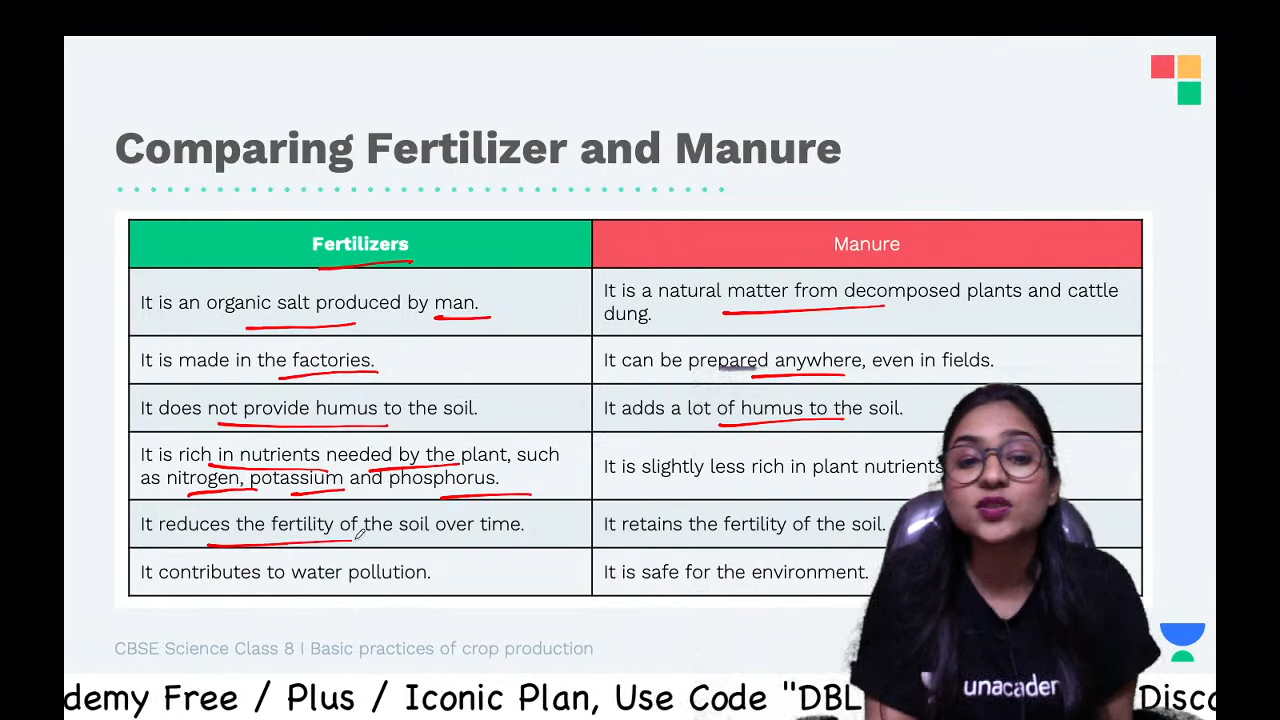 Comparing Fertilizer and Manure
Fertilizers
Manure
It is an organic salt produced by man.
It is a natural matter from decomposed plants and cattle
dung.
It is made in the factories.
It can be prepared anywhere, even in fields.
It does not provide humus to the soil.
It adds a lot of humus to the soil.
It is rich in nutrients needed by the plant, such
as nitrogen, potassium and phosphorus.
It is slightly less rich in plant nutrients
It reduces the fertility of the soil over time.
It retains the fertility of the soil.
It contributes to water pollution.
It is safe for the environment.
CBSE Science Class 8 I Basic practices of crop production
unacadem
demy Free / Plus / Iconic Plan, Use Code "DBL Disco